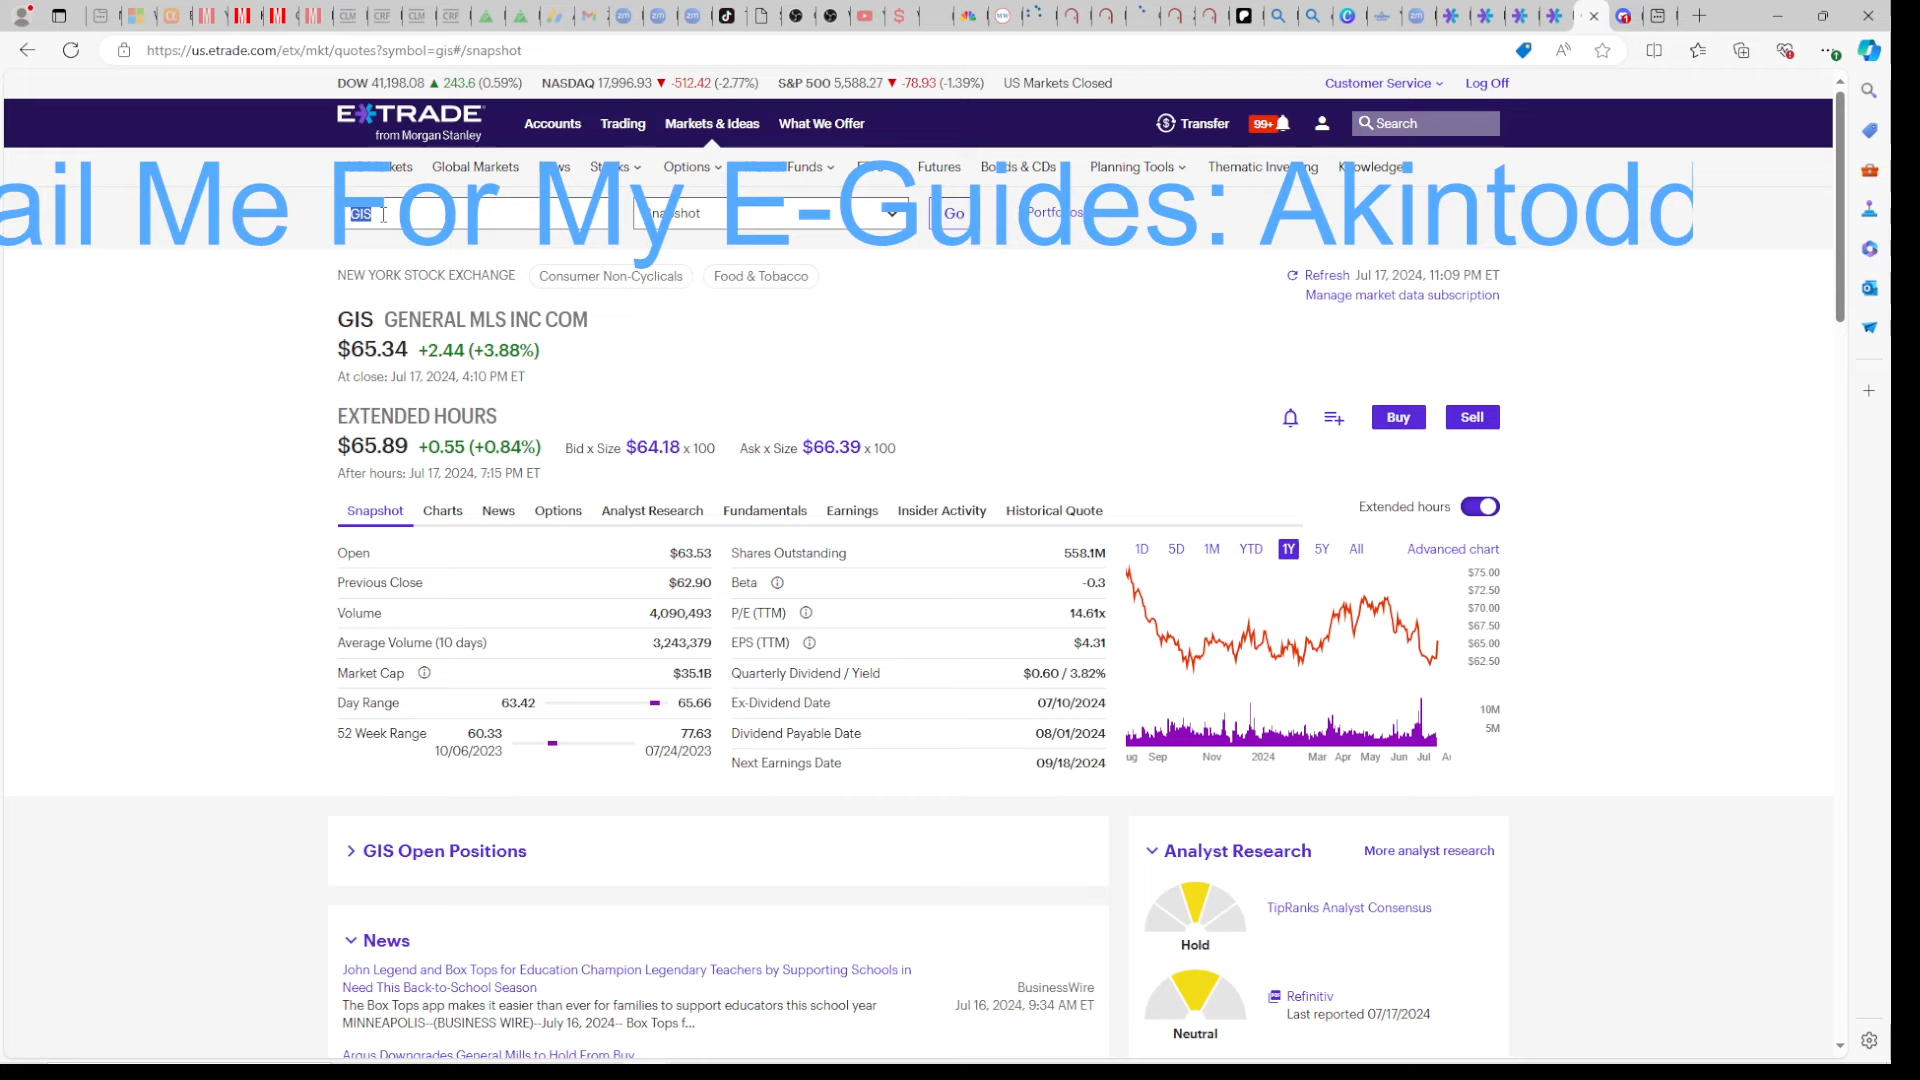 https://us.etrade.com/etx/mkt/quotes?symbol=gis#/snapshot
DOW 41,198.08 ▲ 243.6 (0.59%) NASDAQ 17,996.93 ▼ -512.42 (-2.77%) S&P 500 5,588.27 ▼ -78.93 (-1.39%) US Markets Closed Customer Service Log Off
E*TRADE
from Morgan Stanley
Accounts Trading Markets & Ideas What We Offer Transfer 99+ Search
Global Markets Options Futures Bonds & CDs Planning Tools Thematic Investing Knowledge
ail Me For My E-Guides: Akintodd
GIS Snapshot Go Portfolios
NEW YORK STOCK EXCHANGE Consumer Non-Cyclicals Food & Tobacco Refresh Jul 17, 2024, 11:09 PM ET
Manage market data subscription
GIS GENERAL MLS INC COM
$65.34 +2.44 (+3.88%)
At close: Jul 17, 2024, 4:10 PM ET
EXTENDED HOURS
Buy Sell
$65.89 +0.55 (+0.84%) Bid x Size $64.18 x 100 Ask x Size $66.39 x 100
After hours: Jul 17, 2024, 7:15 PM ET
Snapshot Charts News Options Analyst Research Fundamentals Earnings Insider Activity Historical Quote
Extended hours
Open $63.53
Previous Close $62.90
Volume 4,090,493
Average Volume (10 days) 3,243,379
Market Cap $35.1B
Day Range 63.42 65.66
52 Week Range 60.33 77.63
10/06/2023 07/24/2023
Shares Outstanding 558.1M
Beta -0.3
P/E (TTM) 14.61x
EPS (TTM) $4.31
Quarterly Dividend / Yield $0.60 / 3.82%
Ex-Dividend Date 07/10/2024
Dividend Payable Date 08/01/2024
Next Earnings Date 09/18/2024
1D 5D 1M YTD 1Y 5Y All Advanced chart
$75.00
$72.50
$70.00
$67.50
$65.00
$62.50
10M
5M
ug Sep Nov 2024 Mar Apr May Jun Jul Au
GIS Open Positions
News
John Legend and Box Tops for Education Champion Legendary Teachers by Supporting Schools in
Need This Back-to-School Season
BusinessWire
The Box Tops app makes it easier than ever for families to support educators this school year
Jul 16, 2024, 9:34 AM ET
MINNEAPOLIS--(BUSINESS WIRE)--July 16, 2024-- Box Tops f...
Argus Downgrades General Mills to Hold From Buy
Analyst Research More analyst research
TipRanks Analyst Consensus
Hold
Refinitiv
Last reported 07/17/2024
Neutral